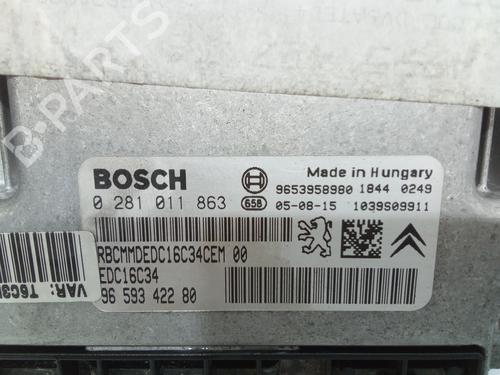 BOSCH
Made in Hungary
9653958980 1844 0249
0 281 011 863 658 05-08-15 1039S09911
RBCMMDEDC16C34CEM 00
EDC16C34
96 593 422 80
VAR:
B PARTS